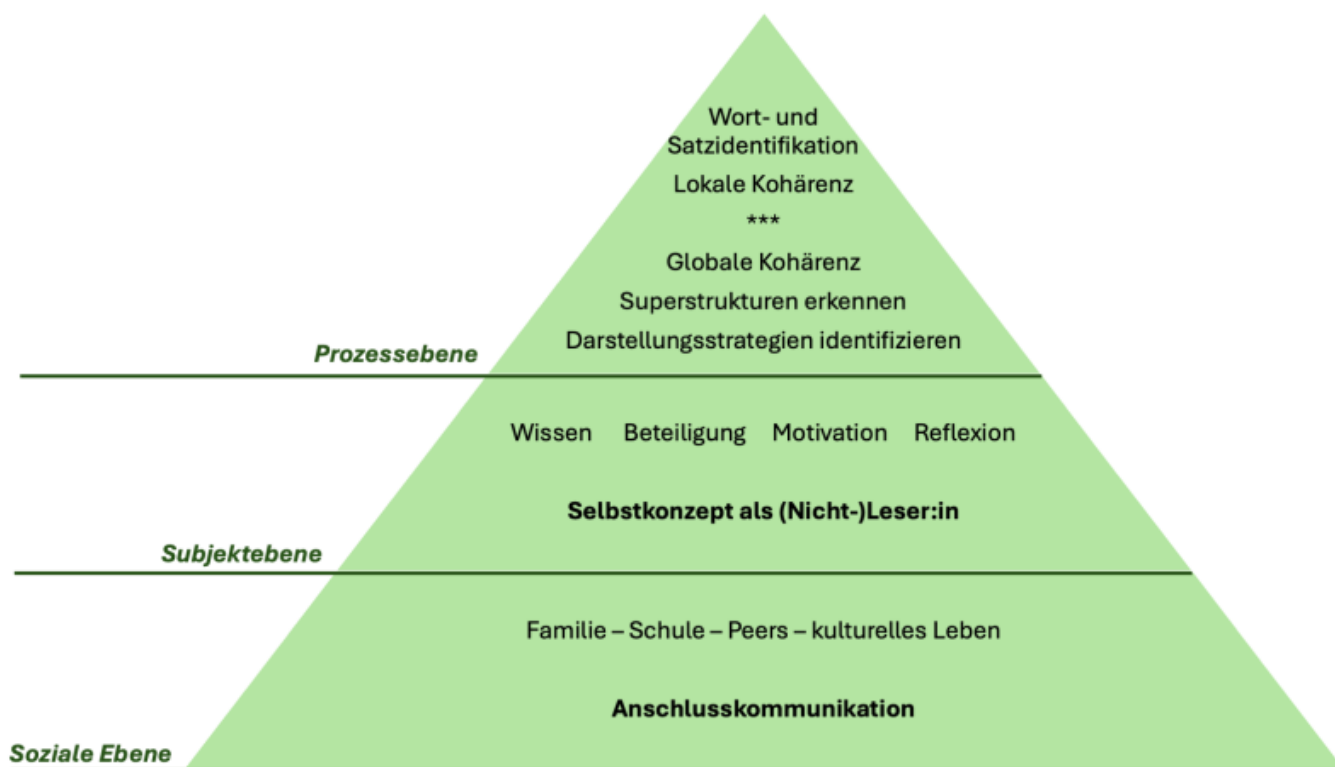 Wort- und
Satzidentifikation
Lokale Kohärenz
***
Globale Kohärenz
Superstrukturen erkennen
Darstellungsstrategien identifizieren
Prozessebene
Wissen Beteiligung Motivation Reflexion
Selbstkonzept als (Nicht-)Leser:in
Subjektebene
Familie – Schule – Peers – kulturelles Leben
Anschlusskommunikation
Soziale Ebene